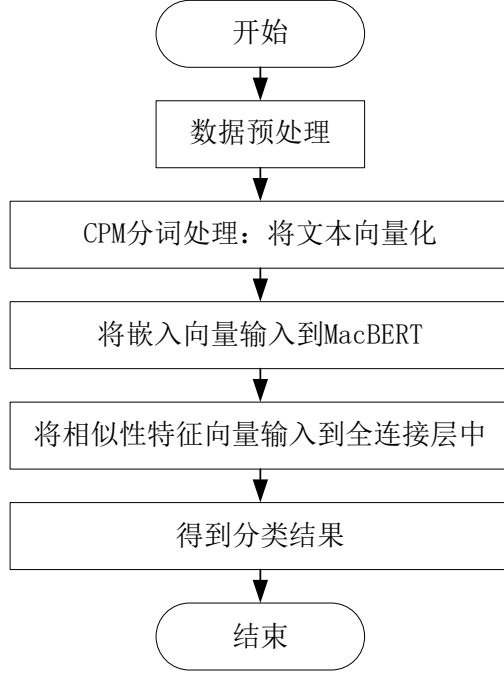 开始
数据预处理
CPM分词处理：将文本向量化
将嵌入向量输入到MacBERT
将相似性特征向量输入到全连接层中
得到分类结果
结束